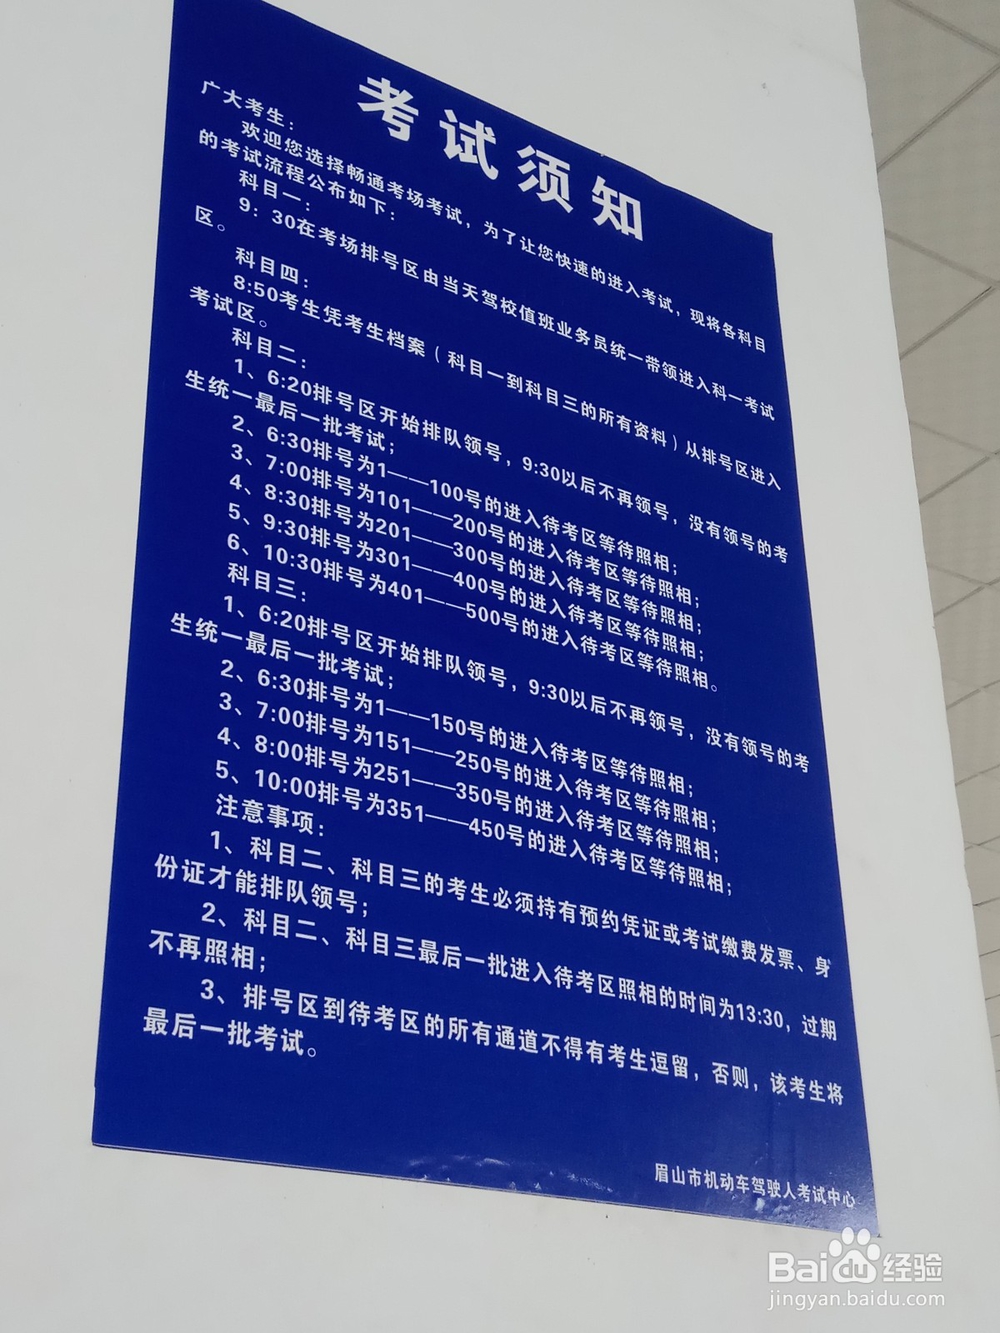 考试须知
广大考生：
欢迎您选择畅通考场考试，为了让您快速的进入考试，现将各科目
的考试流程公布如下：
科目一：
9：30在考场排号区由当天驾校值班业务员统一带领进入科一考试
区。
科目四：
8:50考生凭考生档案（科目一到科目三的所有资料）从排号区进入
考试区。
科目二：
1、6:20排号区开始排队领号，9:30以后不再领号，没有领号的考
生统一最后一批考试；
2、6:30排号为1——100号的进入待考区等待照相；
3、7:00排号为101——200号的进入待考区等待照相；
4、8:30排号为201——300号的进入待考区等待照相；
5、9:30排号为301——400号的进入待考区等待照相；
6、10:30排号为401——500号的进入待考区等待照相。
科目三：
1、6:20排号区开始排队领号，9:30以后不再领号，没有领号的考
生统一最后一批考试；
2、6:30排号为1——150号的进入待考区等待照相；
3、7:00排号为151——250号的进入待考区等待照相；
4、8:00排号为251——350号的进入待考区等待照相；
5、10:00排号为351——450号的进入待考区等待照相；
注意事项：
1、科目二、科目三的考生必须持有预约凭证或考试缴费发票、身
份证才能排队领号；
2、科目二、科目三最后一批进入待考区照相的时间为13:30，过期
不再照相；
3、排号区到待考区的所有通道不得有考生逗留，否则，该考生将
最后一批考试。
眉山市机动车驾驶人考试中心
Baidu经验
jingyan.baidu.com